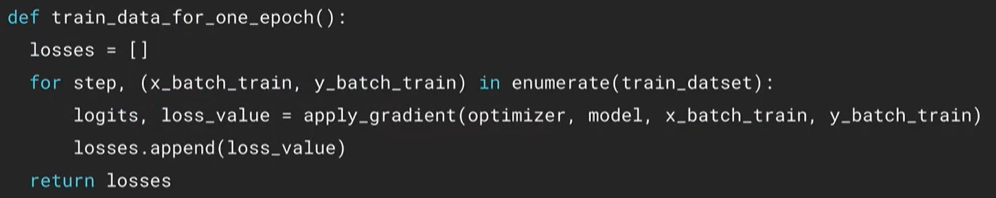 def train_data_for_one_epoch():
  losses = []
  for step, (x_batch_train, y_batch_train) in enumerate(train_datset):
      logits, loss_value = apply_gradient(optimizer, model, x_batch_train, y_batch_train)
      losses.append(loss_value)
  return losses